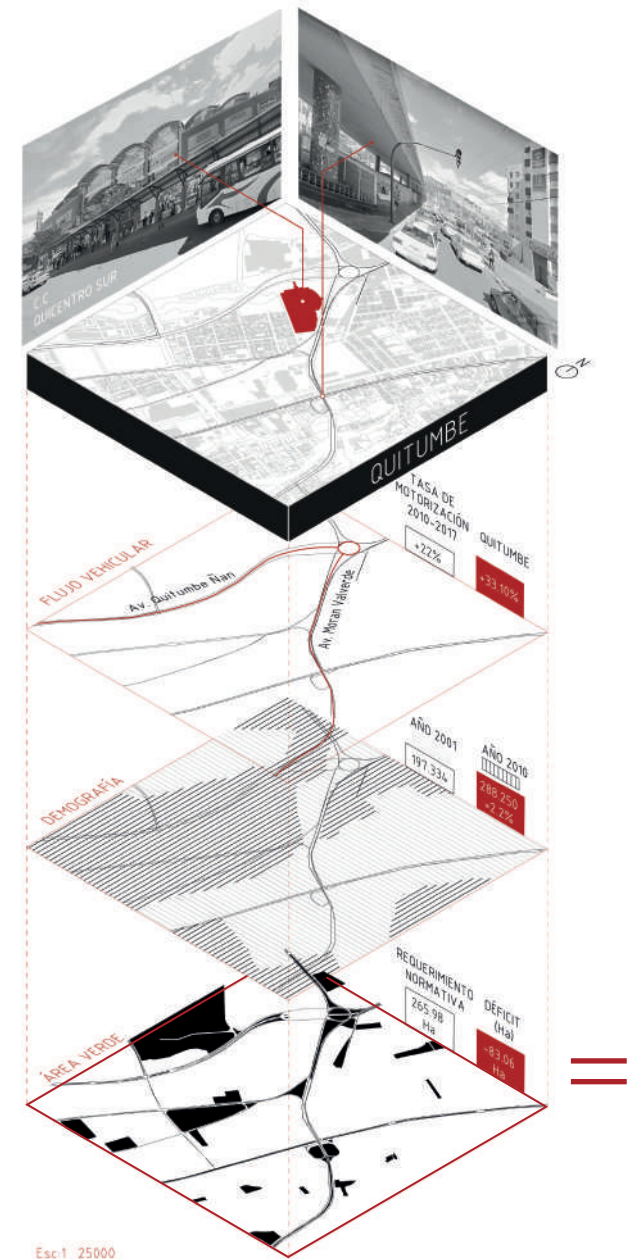 C.C
QUICENTRO SUR
N
QUITUMBE
FLUJO VEHICULAR
Av. Quitumbe Ñan
Av. Moran Valverde
TASA DE
MOTORIZACIÓN
2010-2017
+22%
QUITUMBE
+33.10%
DEMOGRAFÍA
AÑO 2001
197.334
AÑO 2010
288.250
+2.2%
ÁREA VERDE
REQUERIMIENTO
NORMATIVA
265.98
Ha
DÉFICIT
(Ha)
-83.06
Ha
Esc:1 25000